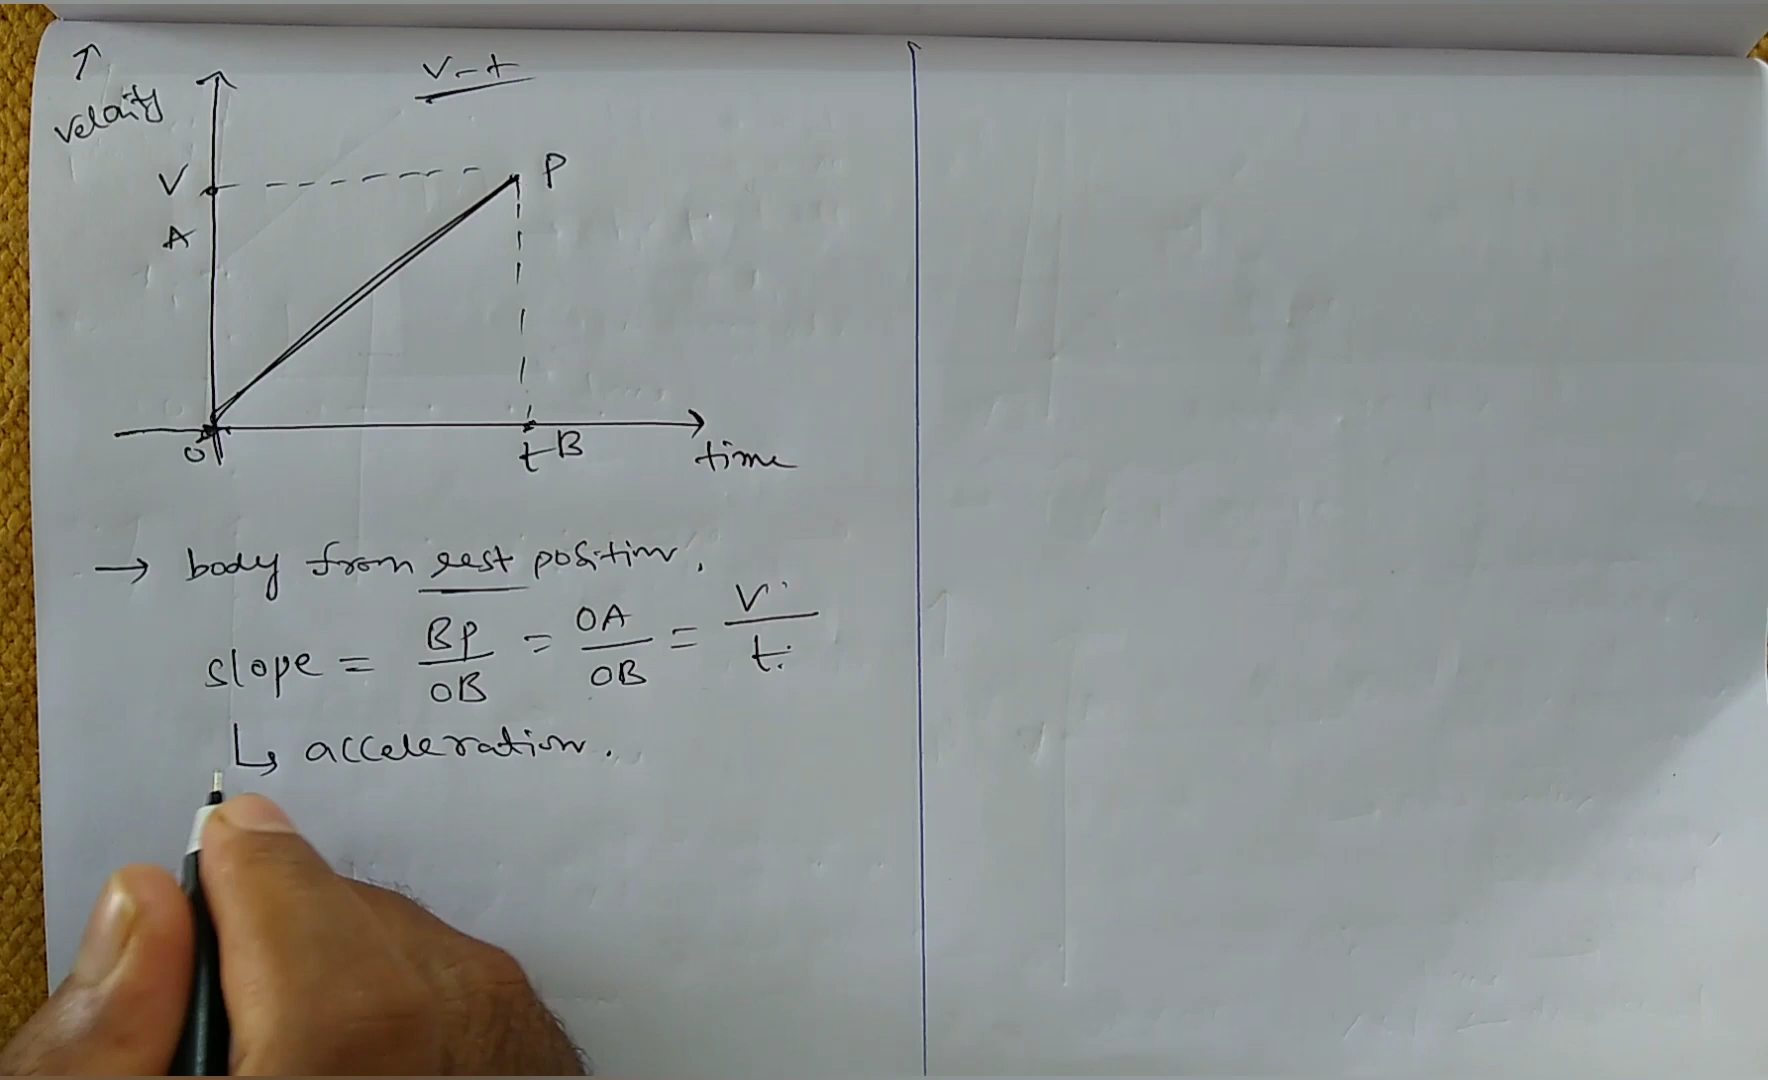 ↑
velocity
V-t
V
P
A
O
t B
time
→ body from rest position.
slope = BP/OB = OA/OB = V/t.
↳ acceleration.